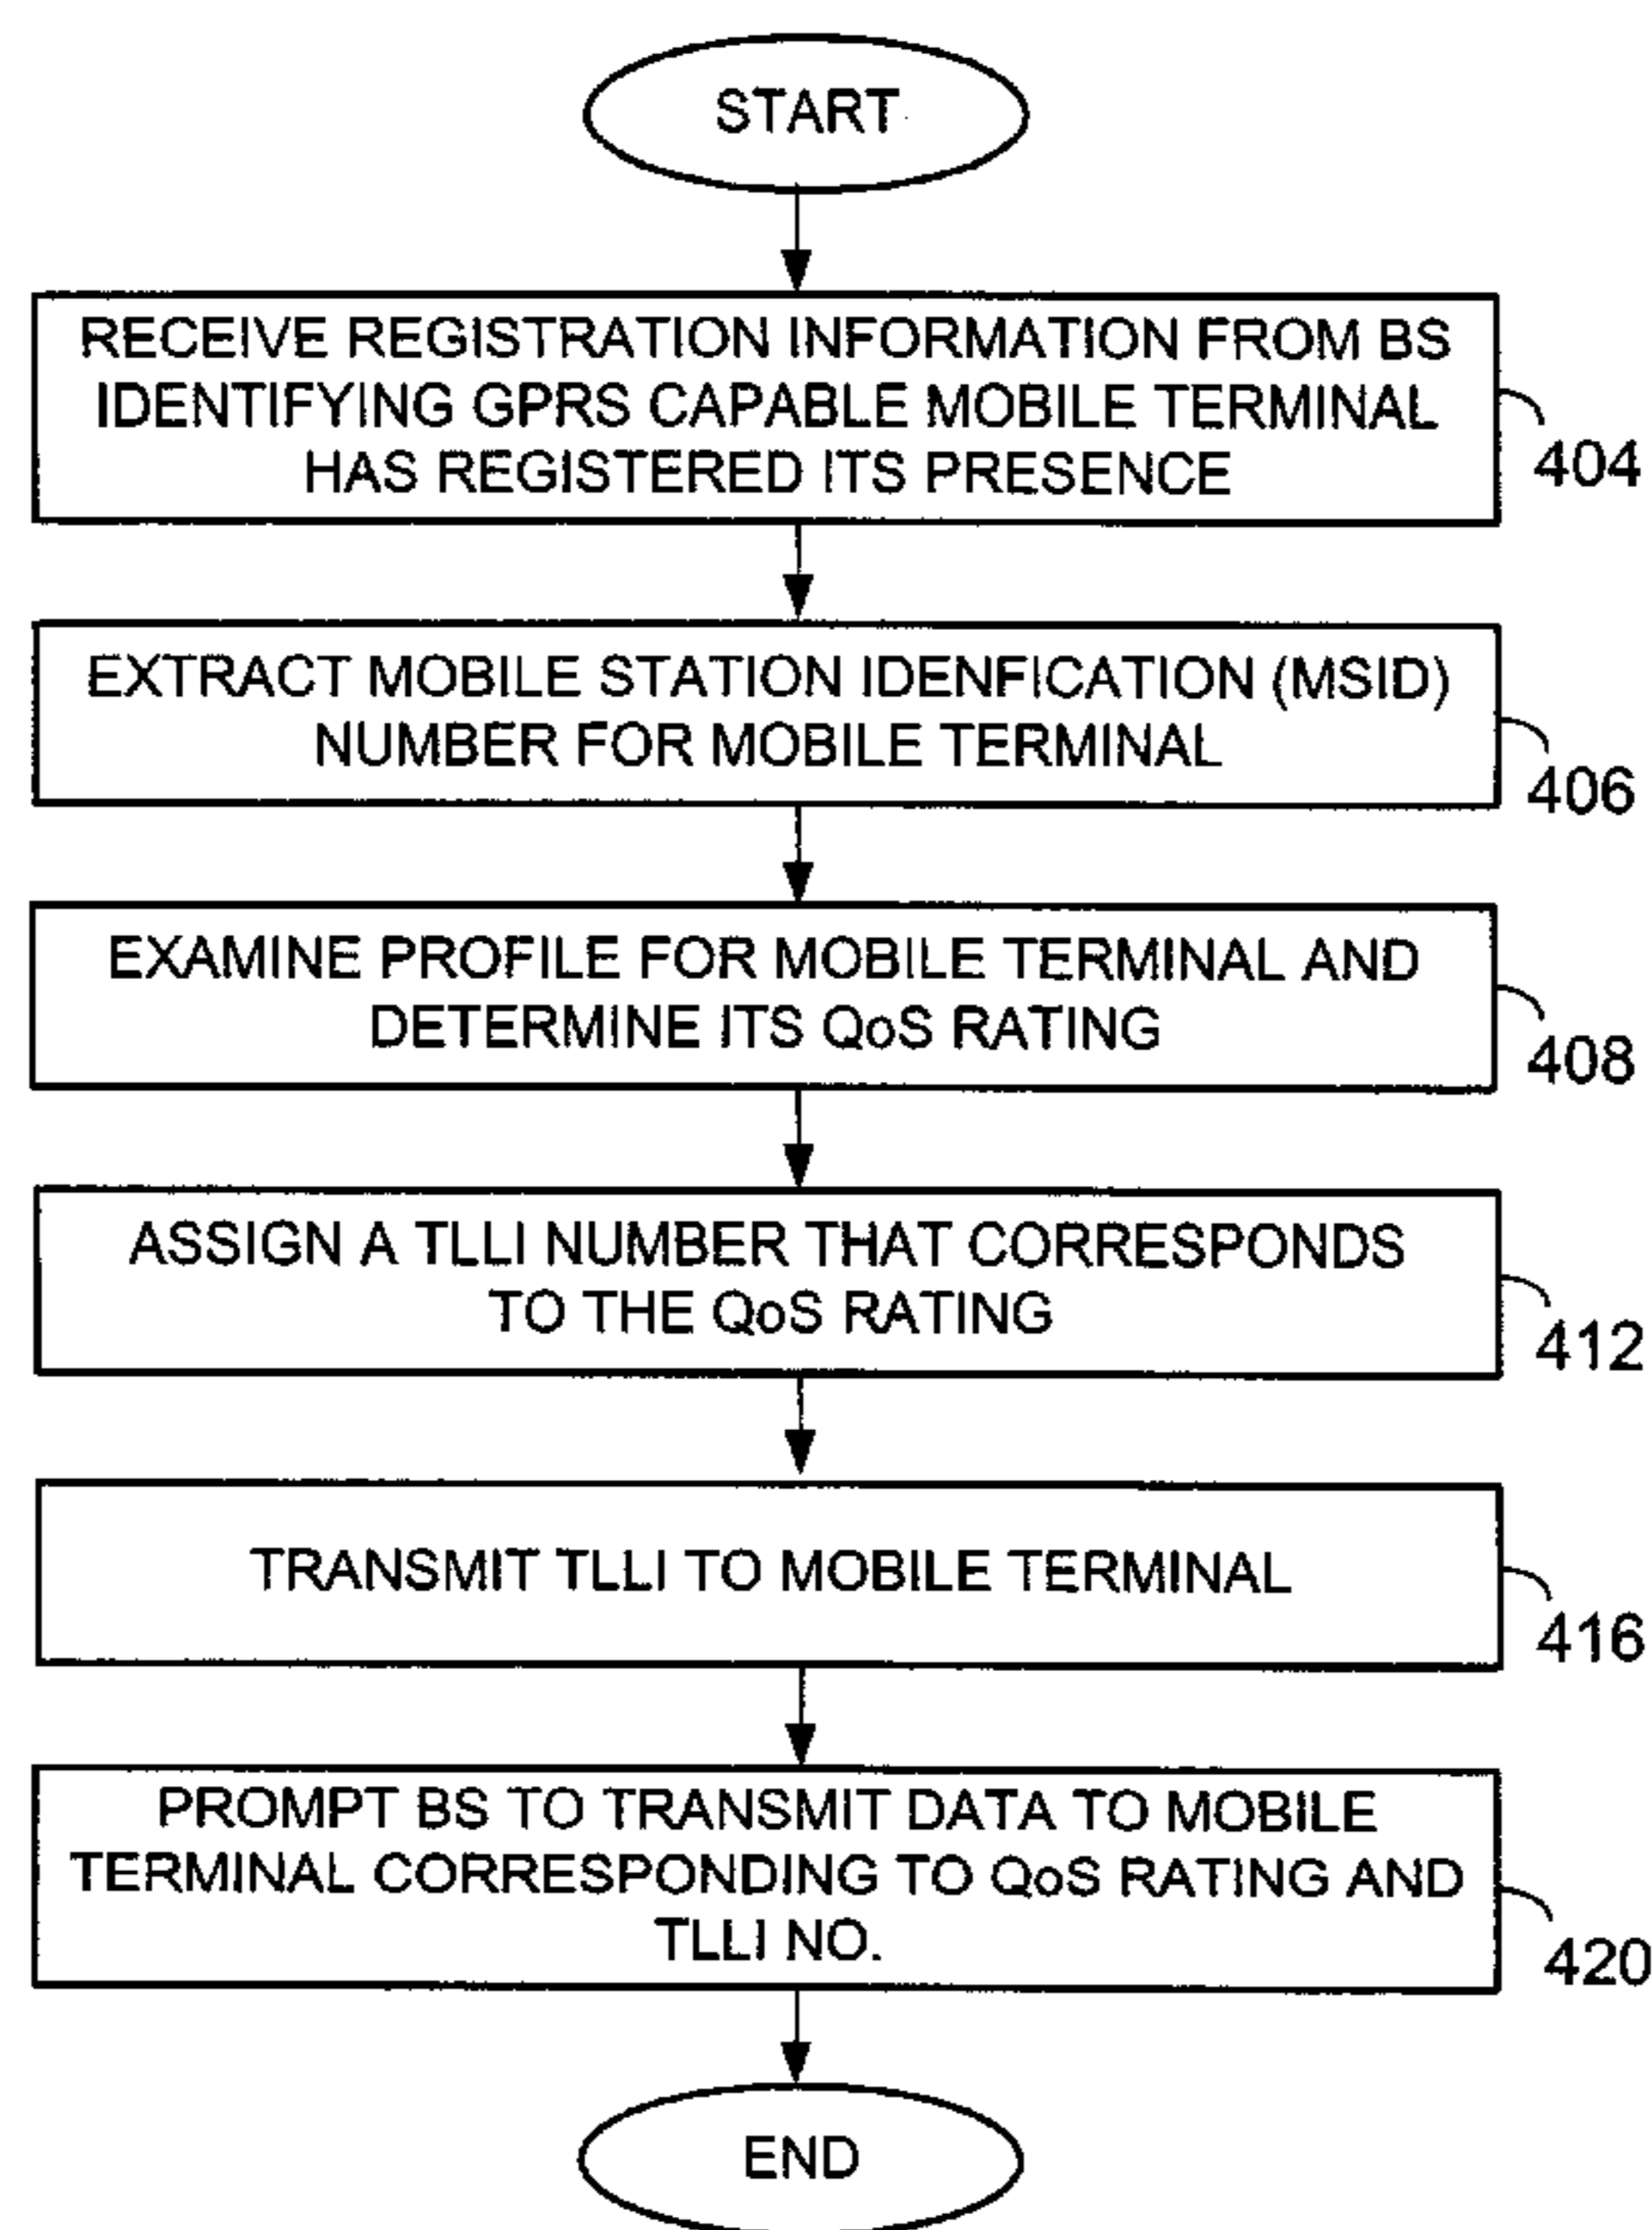 START
RECEIVE REGISTRATION INFORMATION FROM BS
IDENTIFYING GPRS CAPABLE MOBILE TERMINAL
HAS REGISTERED ITS PRESENCE
404
EXTRACT MOBILE STATION IDENFICATION (MSID)
NUMBER FOR MOBILE TERMINAL
406
EXAMINE PROFILE FOR MOBILE TERMINAL AND
DETERMINE ITS QoS RATING
408
ASSIGN A TLLI NUMBER THAT CORRESPONDS
TO THE QoS RATING
412
TRANSMIT TLLI TO MOBILE TERMINAL
416
PROMPT BS TO TRANSMIT DATA TO MOBILE
TERMINAL CORRESPONDING TO QoS RATING AND
TLLI NO.
420
END